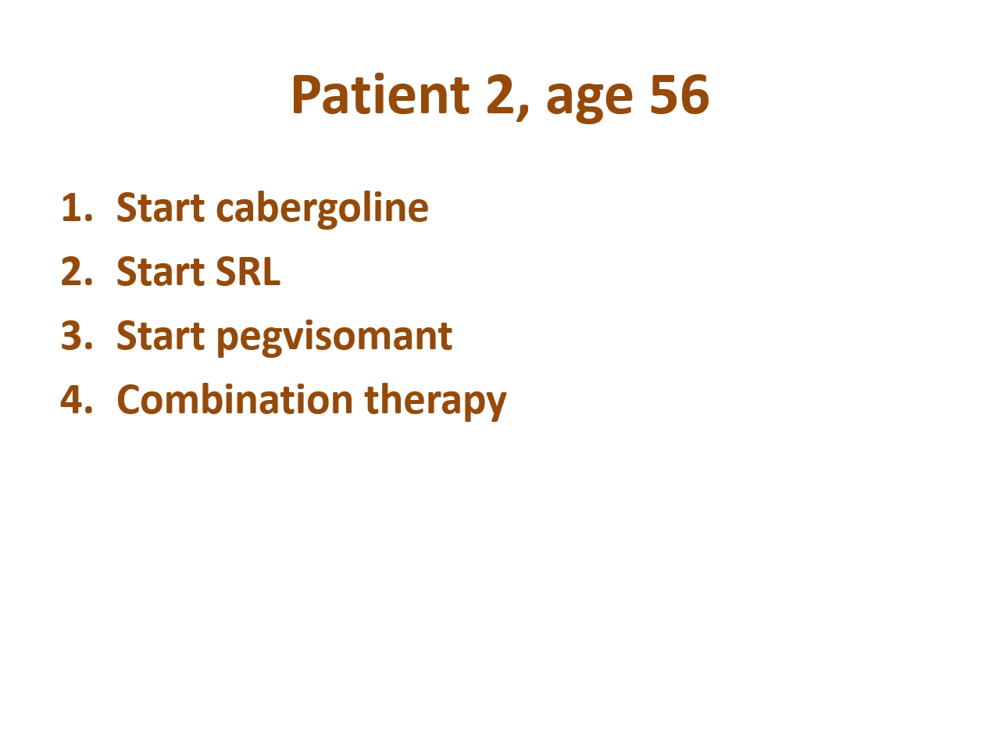 Patient 2, age 56
1. Start cabergoline
2. Start SRL
3. Start pegvisomant
4. Combination therapy